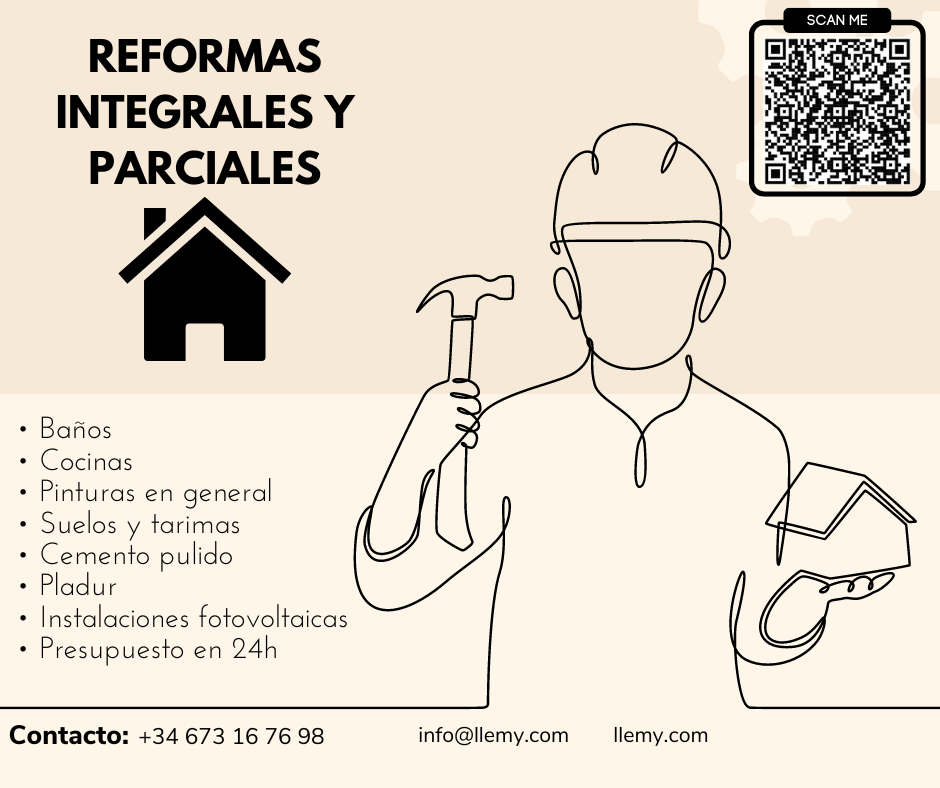 SCAN ME
REFORMAS
INTEGRALES Y
PARCIALES
• Baños
• Cocinas
• Pinturas en general
• Suelos y tarimas
• Cemento pulido
• Pladur
• Instalaciones fotovoltaicas
• Presupuesto en 24h
Contacto: +34 673 16 76 98 info@llemy.com llemy.com